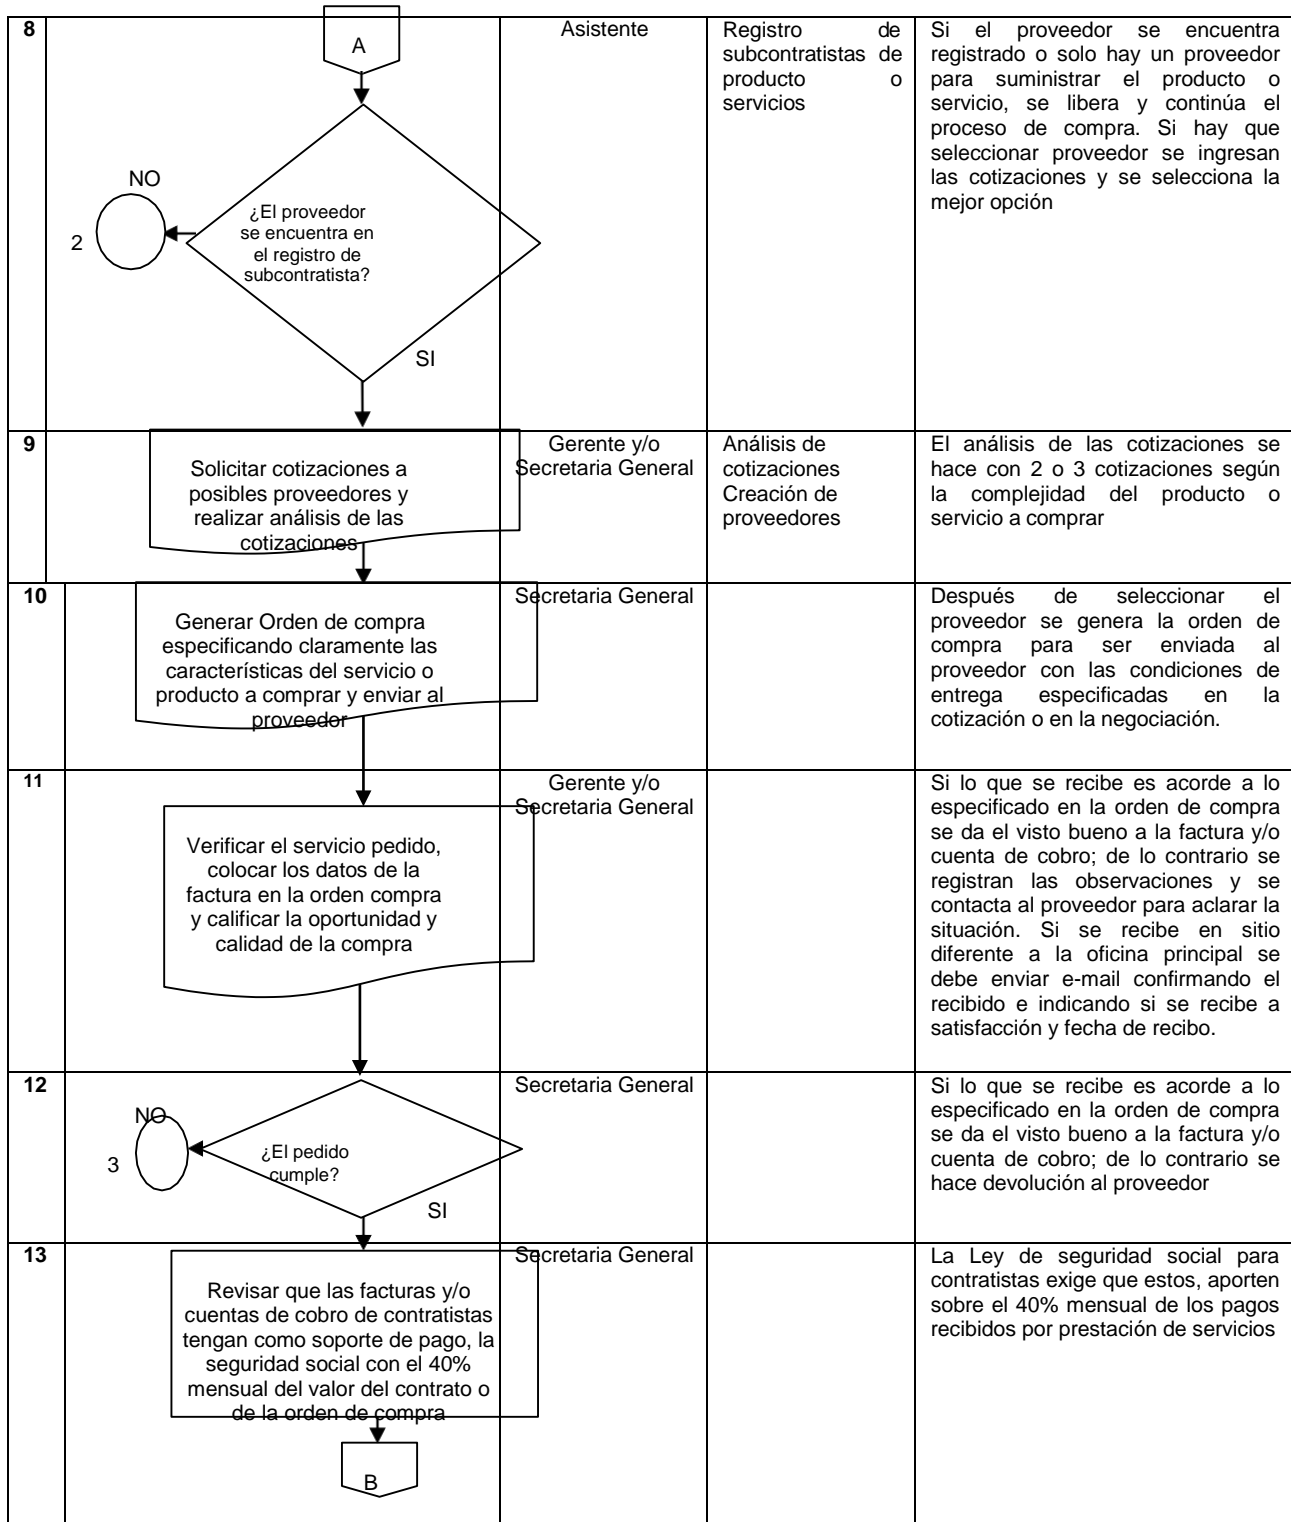 8
A
NO
2
¿El proveedor
se encuentra en
el registro de
subcontratista?
SI
Asistente
Registro de
subcontratistas de
producto o
servicios
Si el proveedor se encuentra
registrado o solo hay un proveedor
para suministrar el producto o
servicio, se libera y continúa el
proceso de compra. Si hay que
seleccionar proveedor se ingresan
las cotizaciones y se selecciona la
mejor opción
9
Solicitar cotizaciones a
posibles proveedores y
realizar análisis de las
cotizaciones
Gerente y/o
Secretaria General
Análisis de
cotizaciones
Creación de
proveedores
El análisis de las cotizaciones se
hace con 2 o 3 cotizaciones según
la complejidad del producto o
servicio a comprar
10
Generar Orden de compra
especificando claramente las
características del servicio o
producto a comprar y enviar al
proveedor
Secretaria General
Después de seleccionar el
proveedor se genera la orden de
compra para ser enviada al
proveedor con las condiciones de
entrega especificadas en la
cotización o en la negociación.
11
Verificar el servicio pedido,
colocar los datos de la
factura en la orden compra
y calificar la oportunidad y
calidad de la compra
Gerente y/o
Secretaria General
Si lo que se recibe es acorde a lo
especificado en la orden de compra
se da el visto bueno a la factura y/o
cuenta de cobro; de lo contrario se
registran las observaciones y se
contacta al proveedor para aclarar la
situación. Si se recibe en sitio
diferente a la oficina principal se
debe enviar e-mail confirmando el
recibido e indicando si se recibe a
satisfacción y fecha de recibo.
12
NO
3
¿El pedido
cumple?
SI
Secretaria General
Si lo que se recibe es acorde a lo
especificado en la orden de compra
se da el visto bueno a la factura y/o
cuenta de cobro; de lo contrario se
hace devolución al proveedor
13
Revisar que las facturas y/o
cuentas de cobro de contratistas
tengan como soporte de pago, la
seguridad social con el 40%
mensual del valor del contrato o
de la orden de compra
B
Secretaria General
La Ley de seguridad social para
contratistas exige que estos, aporten
sobre el 40% mensual de los pagos
recibidos por prestación de servicios